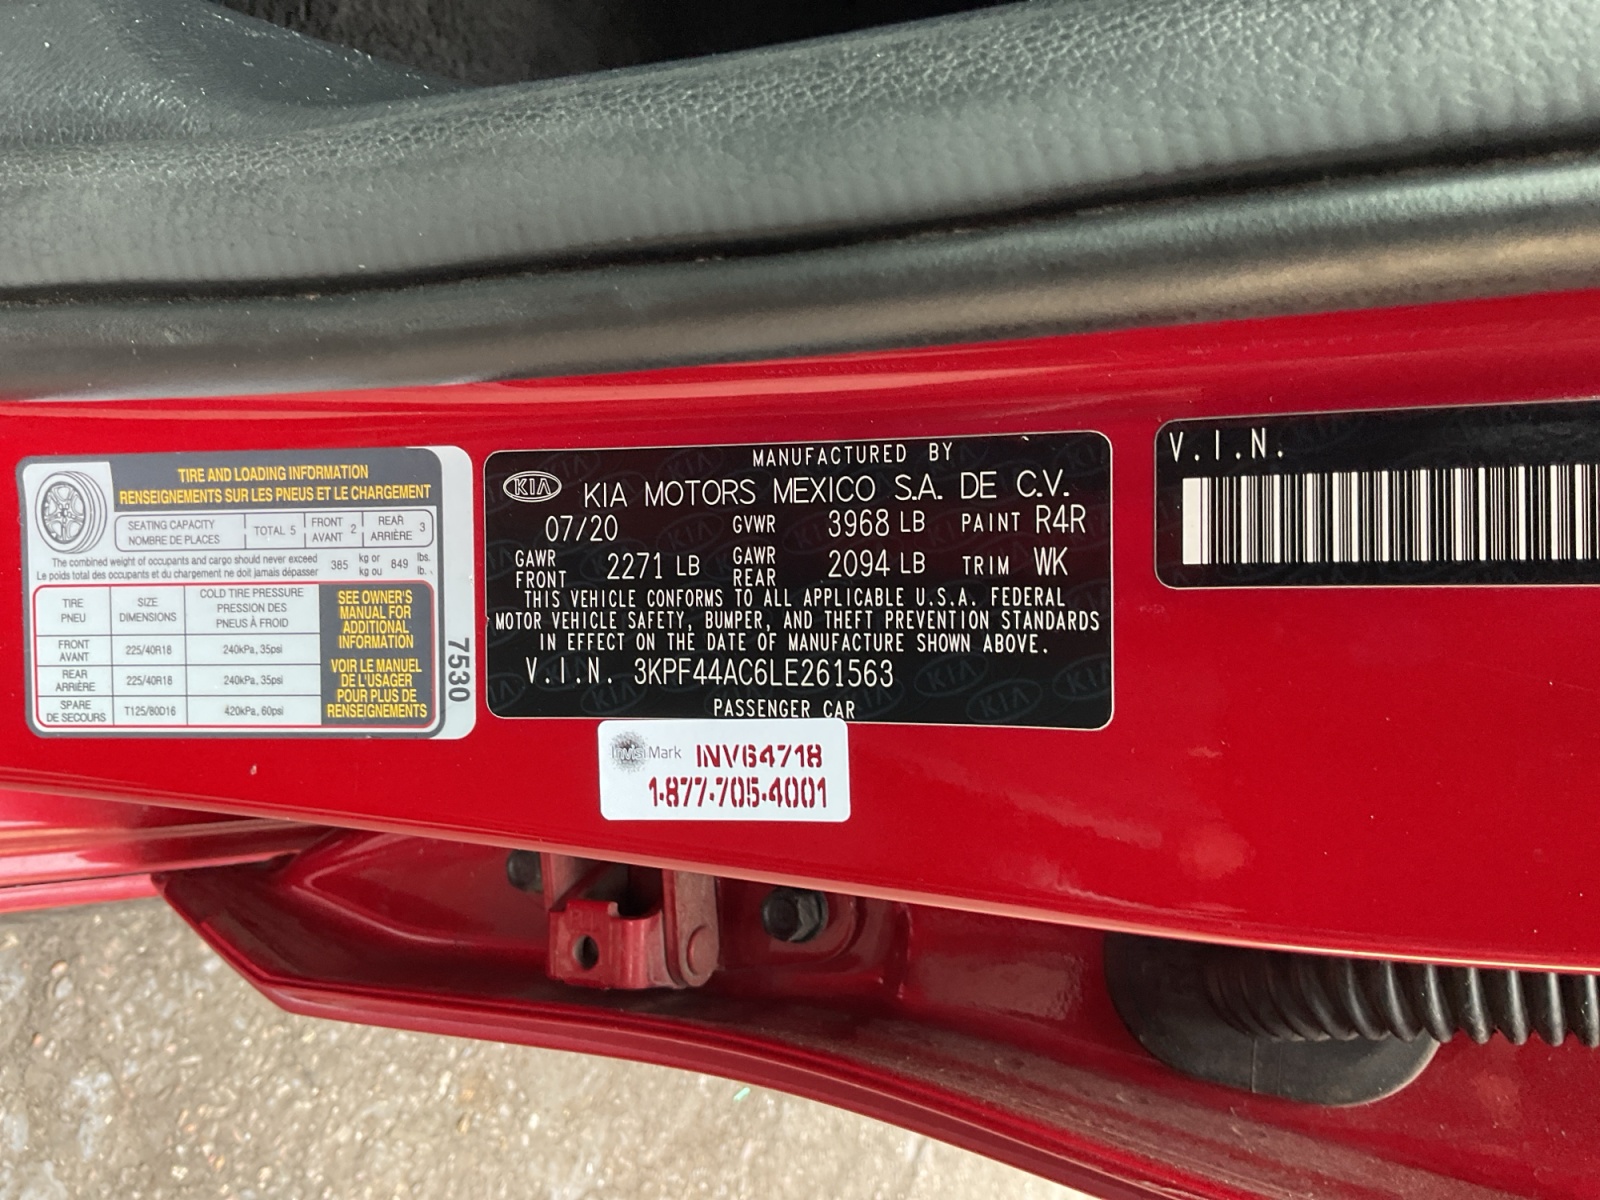 TIRE AND LOADING INFORMATION
RENSEIGNEMENTS SUR LES PNEUS ET LE CHARGEMENT
SEATING CAPACITY
NOMBRE DE PLACES
TOTAL 5
FRONT
AVANT 2
REAR
ARRIÈRE 3
The combined weight of occupants and cargo should never exceed 385 kg or 849 lbs.
Le poids total des occupants et du chargement ne doit jamais dépasser kg ou lb.
TIRE
PNEU
SIZE
DIMENSIONS
COLD TIRE PRESSURE
PRESSION DES
PNEUS À FROID
FRONT
AVANT
225/40R18
240kPa, 35psi
REAR
ARRIÈRE
225/40R18
240kPa, 35psi
SPARE
DE SECOURS
T125/80D16
420kPa, 60psi
SEE OWNER'S
MANUAL FOR
ADDITIONAL
INFORMATION
VOIR LE MANUEL
DE L'USAGER
POUR PLUS DE
RENSEIGNEMENTS
7530
MANUFACTURED BY
KIA KIA MOTORS MEXICO S.A. DE C.V.
07/20 GVWR 3968 LB PAINT R4R
GAWR FRONT 2271 LB GAWR REAR 2094 LB TRIM WK
THIS VEHICLE CONFORMS TO ALL APPLICABLE U.S.A. FEDERAL
MOTOR VEHICLE SAFETY, BUMPER, AND THEFT PREVENTION STANDARDS
IN EFFECT ON THE DATE OF MANUFACTURE SHOWN ABOVE.
V.I.N. 3KPF44AC6LE261563
PASSENGER CAR
Mark INV64718
1-877-705-4001
V.I.N.